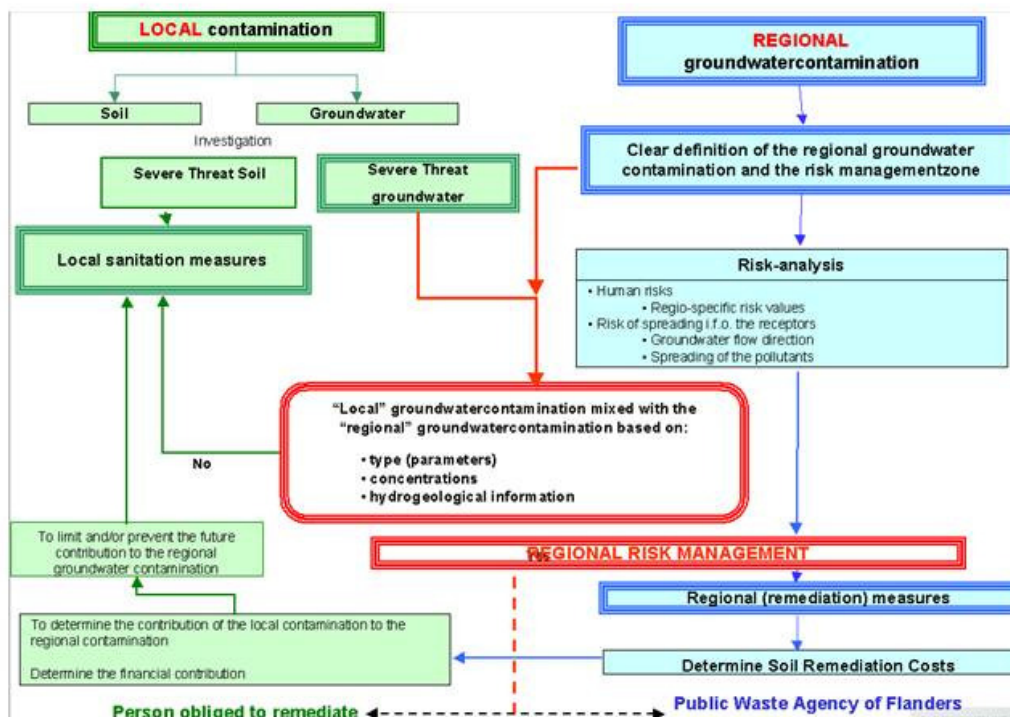 LOCAL contamination
REGIONAL
groundwatercontamination
Soil
Groundwater
Investigation
Severe Threat Soil
Severe Threat
groundwater
Clear definition of the regional groundwater
contamination and the risk managementzone
Local sanitation measures
Risk-analysis
• Human risks
• Regio-specific risk values
• Risk of spreading i.f.o. the receptors
• Groundwater flow direction
• Spreading of the pollutants
"Local" groundwatercontamination mixed with the
"regional" groundwatercontamination based on:
• type (parameters)
• concentrations
• hydrogeological information
No
To limit and/or prevent the future
contribution to the regional
groundwater contamination
Yes
REGIONAL RISK MANAGEMENT
Regional (remediation) measures
To determine the contribution of the local contamination to the
regional contamination
Determine the financial contribution
Determine Soil Remediation Costs
Person obliged to remediate
Public Waste Agency of Flanders